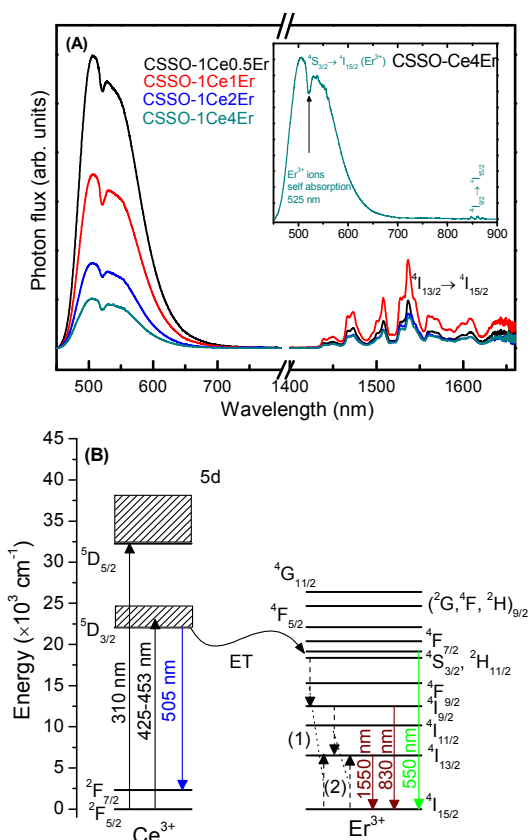 (A)
CSSO-1Ce0.5Er
CSSO-1Ce1Er
CSSO-1Ce2Er
CSSO-1Ce4Er
⁴S₃/₂→⁴I₁₅/₂ (Er³⁺)
CSSO-Ce4Er
Er³⁺ ions
self absorption
525 nm
⁴I₉/₂→⁴I₁₅/₂
450 500 600 700 800 900
⁴I₁₃/₂→⁴I₁₅/₂
Photon flux (arb. units)
500 600 700 1400 1500 1600
Wavelength (nm)
(B)
45
40
35
30
25
20
15
10
5
0
Energy (×10³ cm⁻¹)
5d
⁵D₅/₂
⁵D₃/₂
310 nm
425-453 nm
505 nm
²F₇/₂
²F₅/₂
Ce³⁺
ET
⁴G₁₁/₂
(²G,⁴F, ²H)₉/₂
⁴F₅/₂
⁴F₇/₂
⁴S₃/₂, ²H₁₁/₂
⁴F₉/₂
⁴I₉/₂
⁴I₁₁/₂
⁴I₁₃/₂
⁴I₁₅/₂
(1)
(2)
1550 nm
830 nm
550 nm
Er³⁺